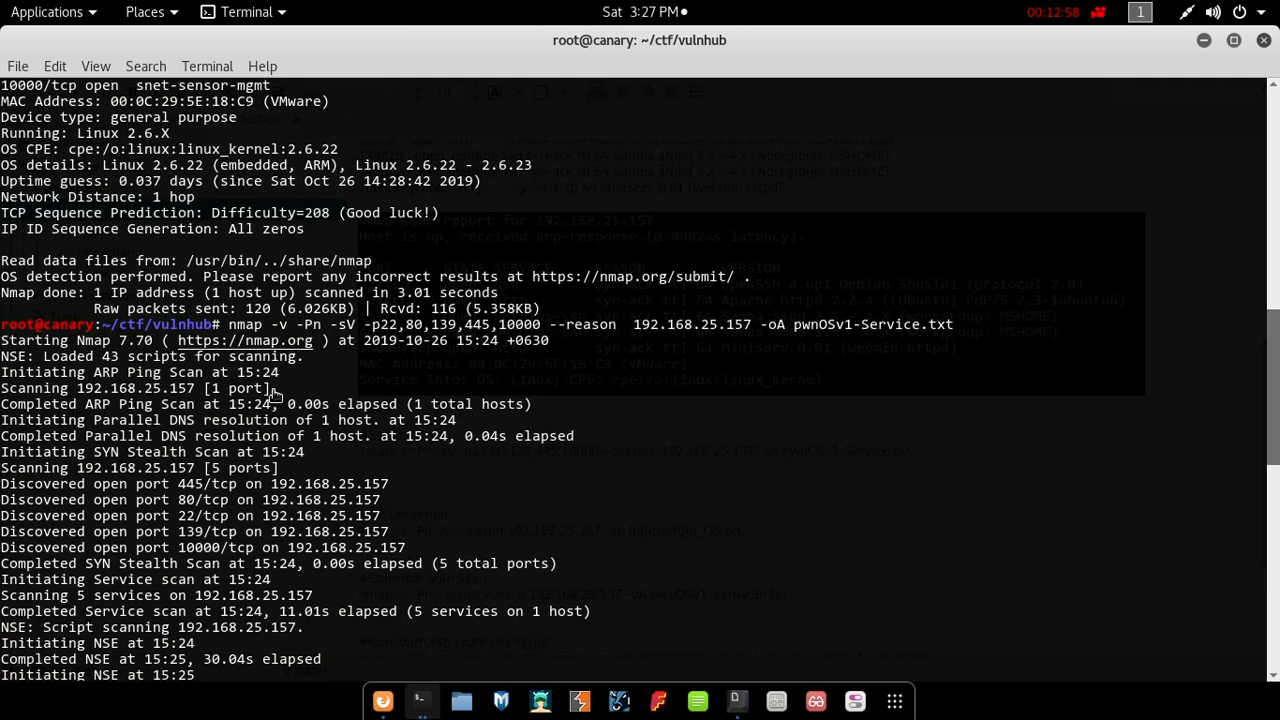 Applications
Places
Terminal
Sat 3:27 PM
00:12:58
1
root@canary: ~/ctf/vulnhub
File Edit View Search Terminal Help
10000/tcp open  snet-sensor-mgmt
MAC Address: 00:0C:29:5E:18:C9 (VMware)
Device type: general purpose
Running: Linux 2.6.X
OS CPE: cpe:/o:linux:linux_kernel:2.6.22
OS details: Linux 2.6.22 (embedded, ARM), Linux 2.6.22 - 2.6.23
Uptime guess: 0.037 days (since Sat Oct 26 14:28:42 2019)
Network Distance: 1 hop
TCP Sequence Prediction: Difficulty=208 (Good luck!)
IP ID Sequence Generation: All zeros
Read data files from: /usr/bin/../share/nmap
OS detection performed. Please report any incorrect results at https://nmap.org/submit/ .
Nmap done: 1 IP address (1 host up) scanned in 3.01 seconds
Raw packets sent: 120 (6.026KB) | Rcvd: 116 (5.358KB)
root@canary:~/ctf/vulnhub# nmap -v -Pn -sV -p22,80,139,445,10000 --reason  192.168.25.157 -oA pwnOSv1-Service.txt
Starting Nmap 7.70 ( https://nmap.org ) at 2019-10-26 15:24 +0630
NSE: Loaded 43 scripts for scanning.
Initiating ARP Ping Scan at 15:24
Scanning 192.168.25.157 [1 port]
Completed ARP Ping Scan at 15:24, 0.00s elapsed (1 total hosts)
Initiating Parallel DNS resolution of 1 host. at 15:24
Completed Parallel DNS resolution of 1 host. at 15:24, 0.04s elapsed
Initiating SYN Stealth Scan at 15:24
Scanning 192.168.25.157 [5 ports]
Discovered open port 445/tcp on 192.168.25.157
Discovered open port 80/tcp on 192.168.25.157
Discovered open port 22/tcp on 192.168.25.157
Discovered open port 139/tcp on 192.168.25.157
Discovered open port 10000/tcp on 192.168.25.157
Completed SYN Stealth Scan at 15:24, 0.00s elapsed (5 total ports)
Initiating Service scan at 15:24
Scanning 5 services on 192.168.25.157
Completed Service scan at 15:24, 11.01s elapsed (5 services on 1 host)
NSE: Script scanning 192.168.25.157.
Initiating NSE at 15:24
Completed NSE at 15:25, 30.04s elapsed
Initiating NSE at 15:25